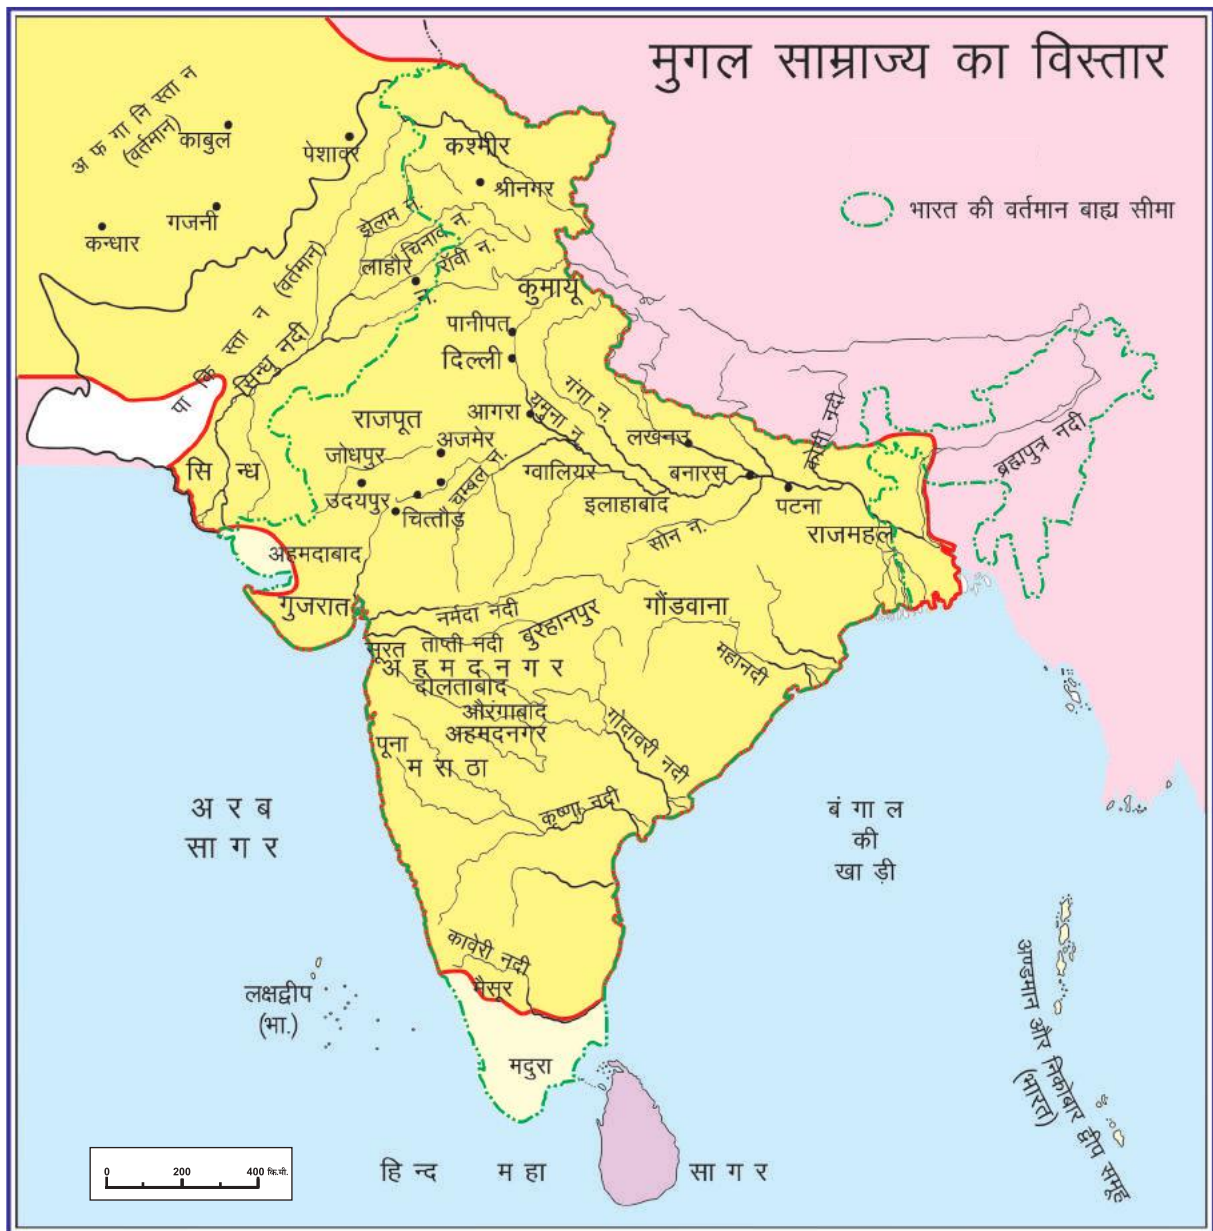 मुगल साम्राज्य का विस्तार
अफगानिस्तान
(वर्तमान)
काबुल
पेशावर
कश्मीर
श्रीनगर
भारत की वर्तमान बाह्य सीमा
गजनी
कन्धार
झेलम न.
चिनाव न.
लाहौर
रॉवी न.
न.
कुमायूं
पाकिस्तान (वर्तमान)
सिन्धु नदी
पानीपत
दिल्ली
गंगा न.
यमुना न.
आगरा
राजपूत
अजमेर
जोधपुर
लखनउ
कोसी नदी
ब्रह्मपुत्र नदी
सिन्ध
चम्बल न.
ग्वालियर
बनारस
उदयपुर
चित्तौड़
इलाहाबाद
पटना
सोन न.
राजमहल
अहमदाबाद
गुजरात
नर्मदा नदी
बुरहानपुर
गौंडवाना
सूरत
ताप्ती नदी
महानदी
अहमदनगर
दोलताबाद
औरंगाबाद
अहमदनगर
गोदावरी नदी
पूना
मराठा
कृष्णा नदी
अरब
सागर
बंगाल
की
खाड़ी
कावेरी नदी
मैसूर
लक्षद्वीप
(भा.)
मदुरा
अण्डमान और निकोबार द्वीप समूह
(भारत)
0 200 400 कि.मी.
हिन्द महा सागर